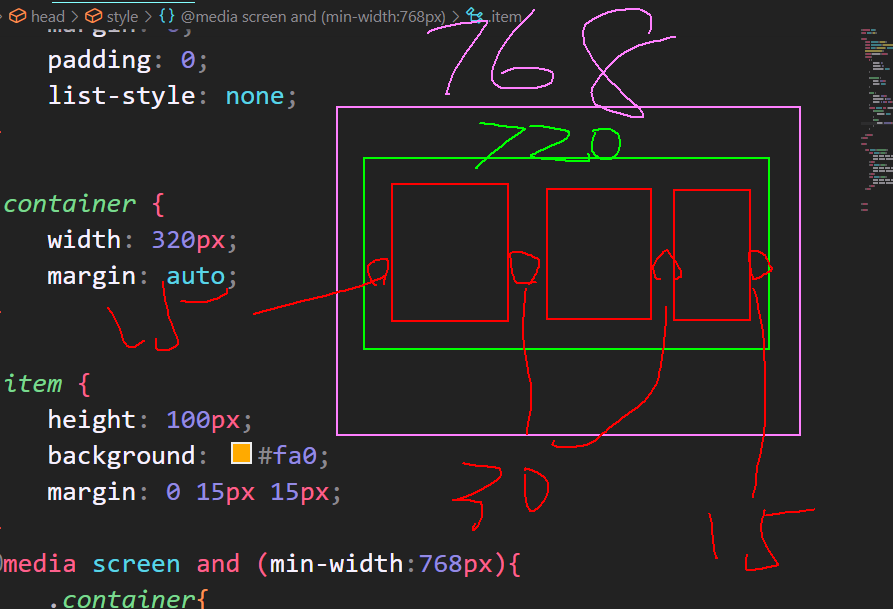 head > style > {} @media screen and (min-width:768px) > .item
margin: 0;
padding: 0;
list-style: none;
768
720
container {
width: 320px;
margin: auto;
15
item {
height: 100px;
background: #fa0;
margin: 0 15px 15px;
30
15
media screen and (min-width:768px){
.container{